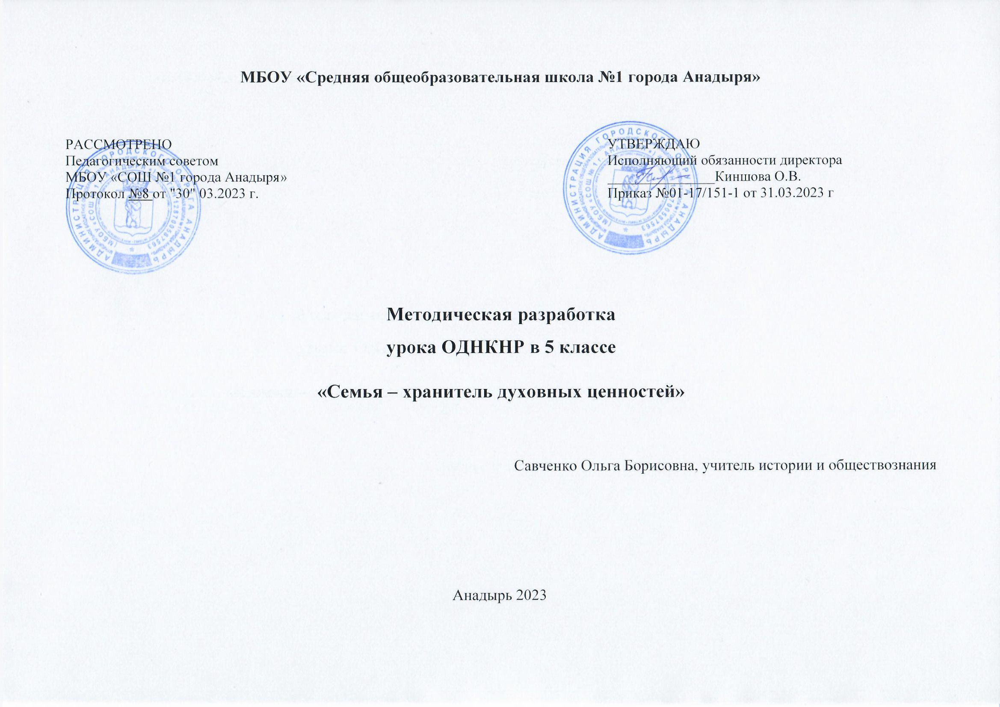 МБОУ «Средняя общеобразовательная школа №1 города Анадыря»
РАССМОТРЕНО
Педагогическим советом
МБОУ «СОШ №1 города Анадыря»
Протокол №8 от "30" 03.2023 г.
УТВЕРЖДАЮ
Исполняющий обязанности директора
______________Киншова О.В.
Приказ №01-17/151-1 от 31.03.2023 г
АДМИНИСТРАЦИЯ ГОРОДСКОГО ОКРУГА АНАДЫРЬ
АДМИНИСТРАЦИЯ ГОРОДСКОГО ОКРУГА АНАДЫРЬ
Методическая разработка
урока ОДНКНР в 5 классе
«Семья – хранитель духовных ценностей»
Савченко Ольга Борисовна, учитель истории и обществознания
Анадырь 2023